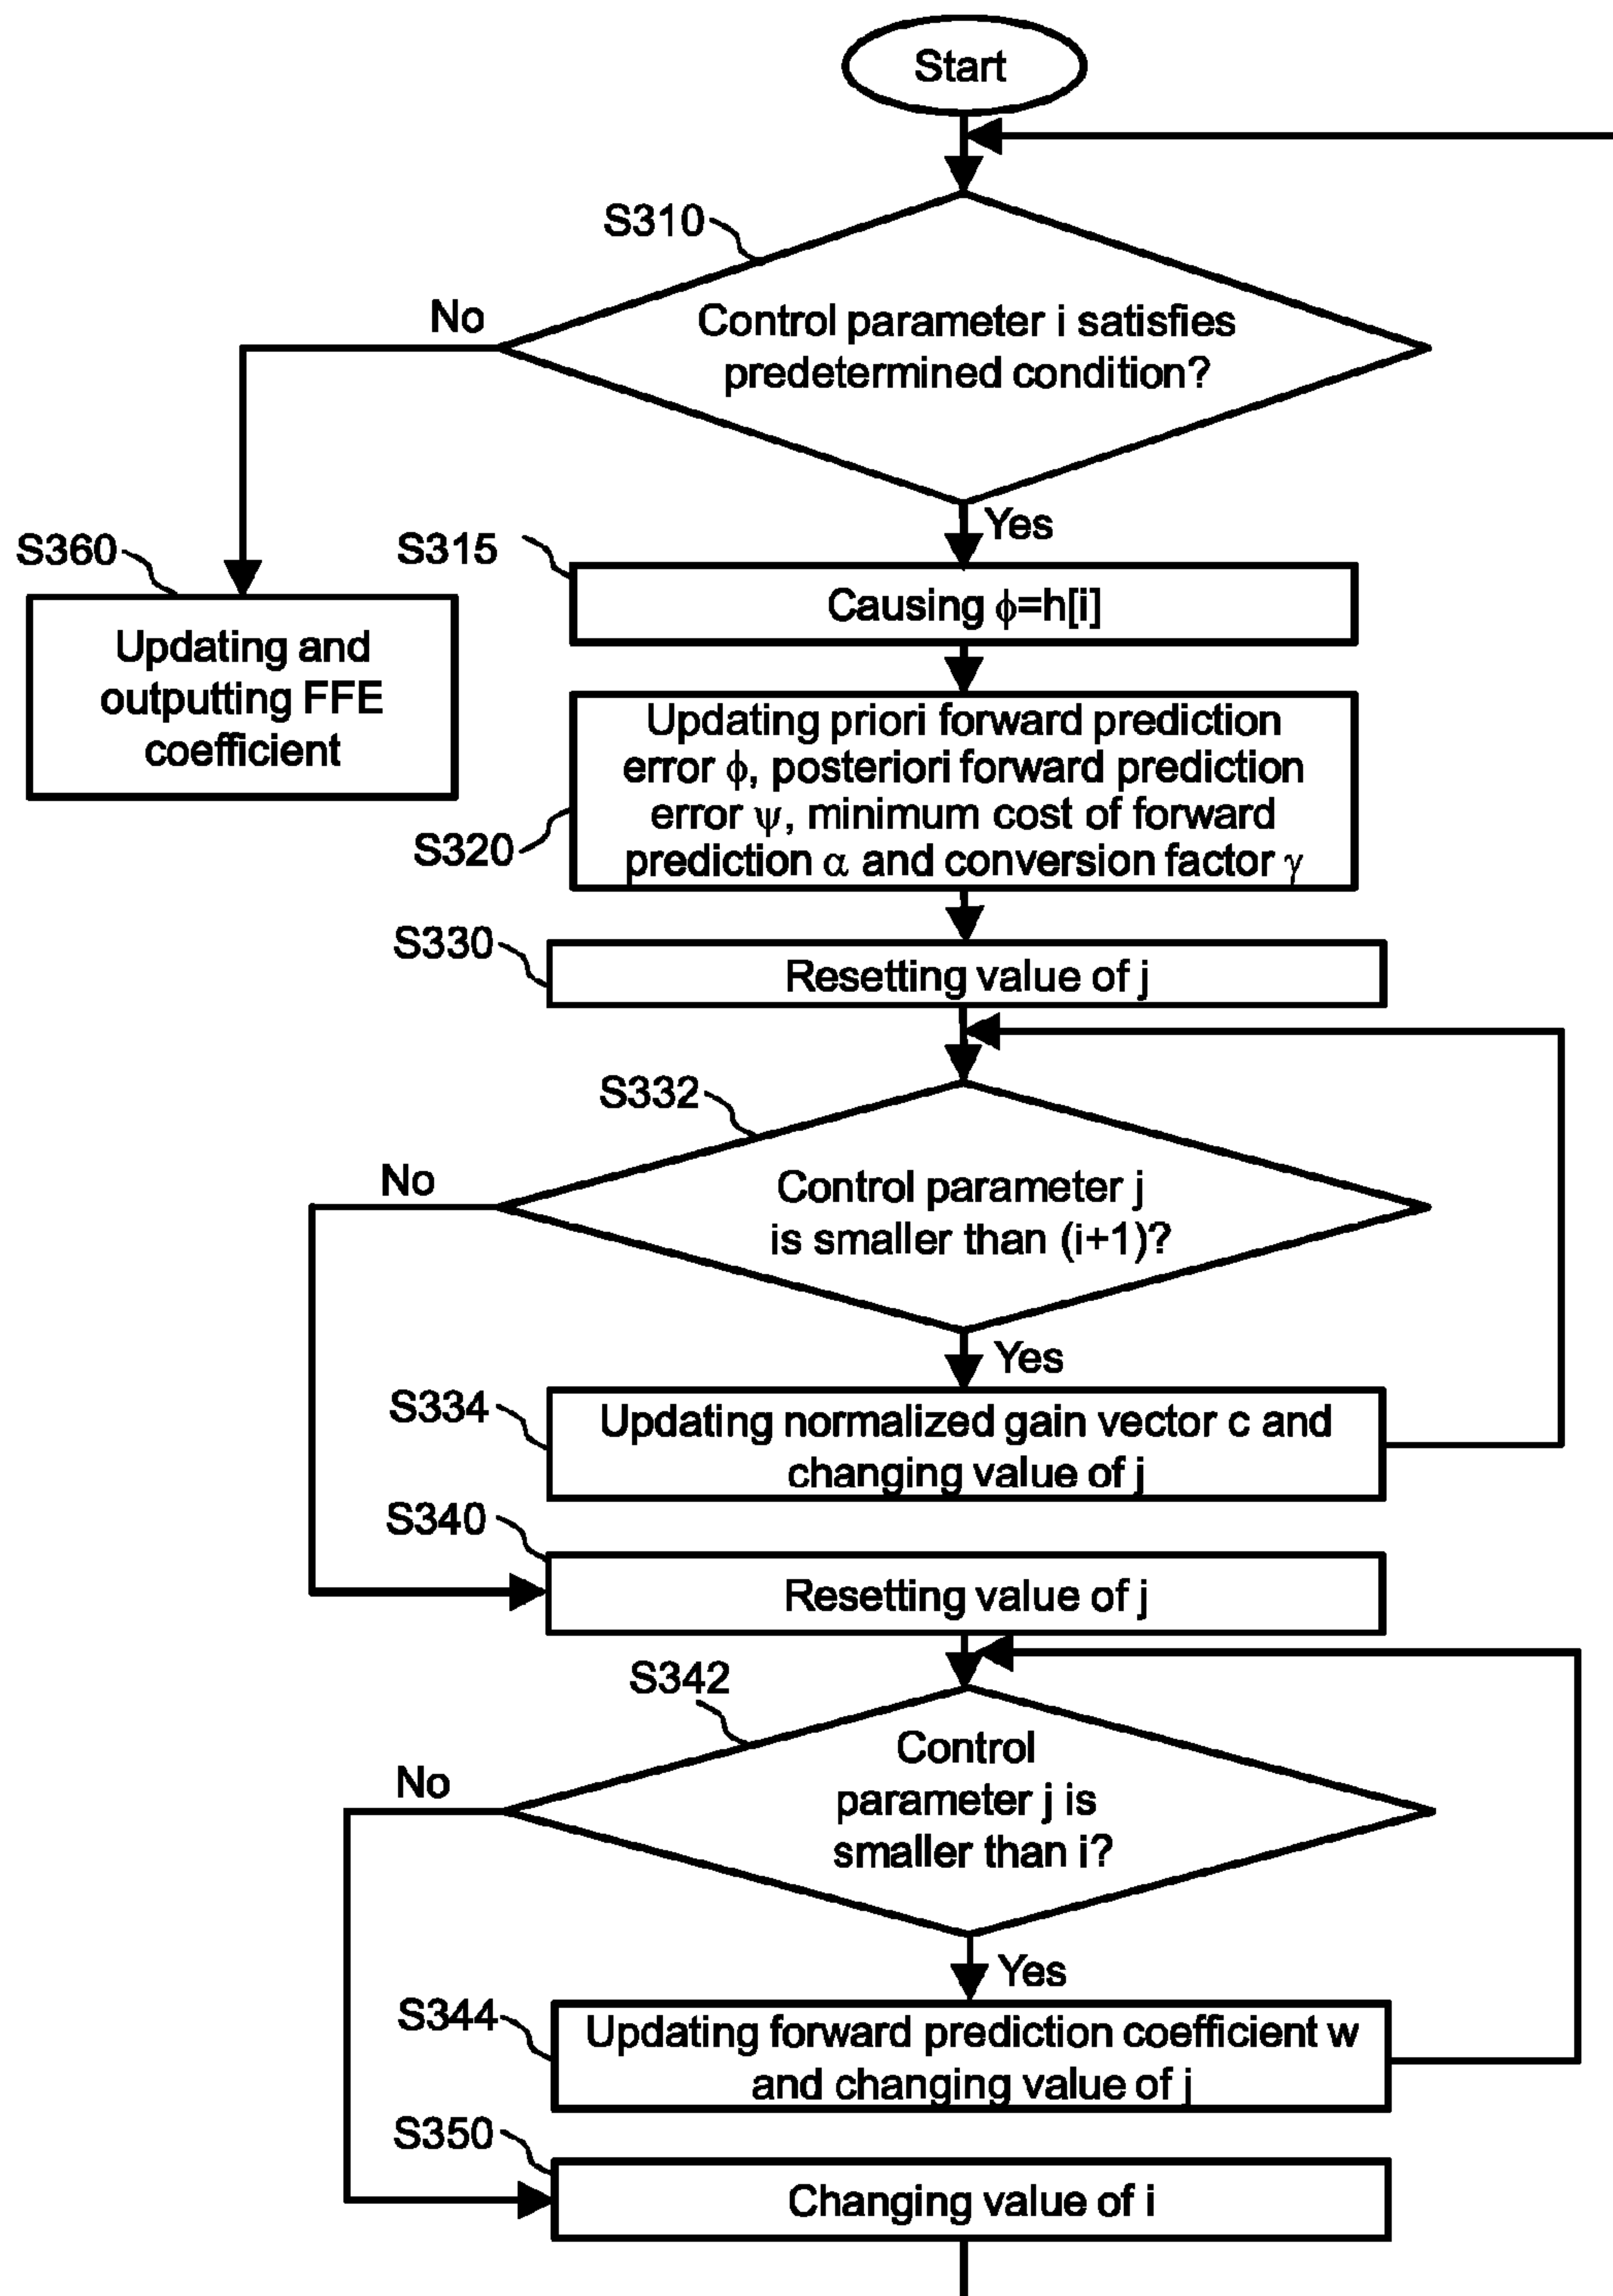 Start
S310
No
Control parameter i satisfies
predetermined condition?
Yes
S360
Updating and
outputting FFE
coefficient
S315
Causing ϕ=h[i]
S320
Updating priori forward prediction
error ϕ, posteriori forward prediction
error ψ, minimum cost of forward
prediction α and conversion factor γ
S330
Resetting value of j
S332
No
Control parameter j
is smaller than (i+1)?
Yes
S334
Updating normalized gain vector c and
changing value of j
S340
Resetting value of j
S342
No
Control
parameter j is
smaller than i?
Yes
S344
Updating forward prediction coefficient w
and changing value of j
S350
Changing value of i